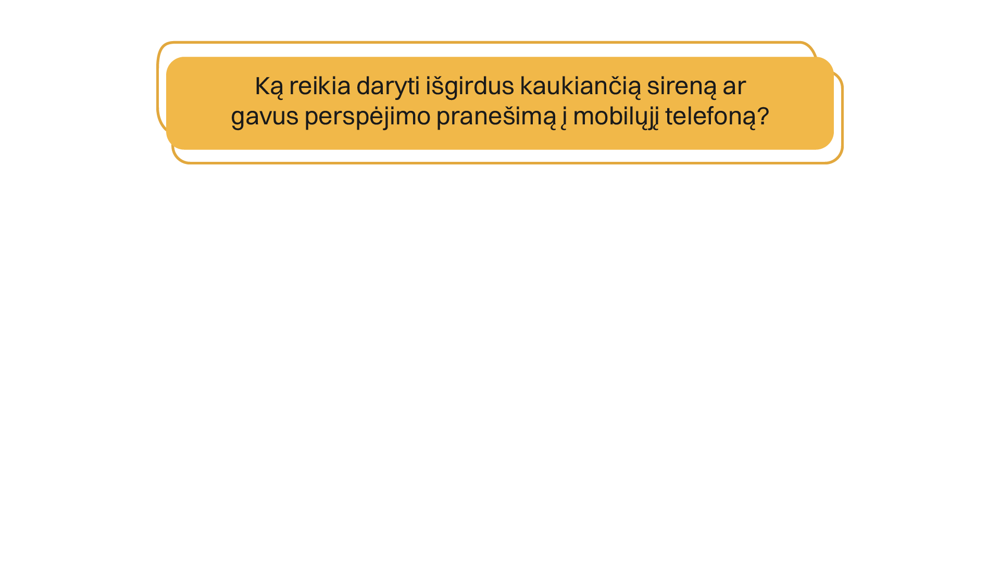 Ką reikia daryti išgirdus kaukiančią sireną ar
gavus perspėjimo pranešimą į mobilųjį telefoną?